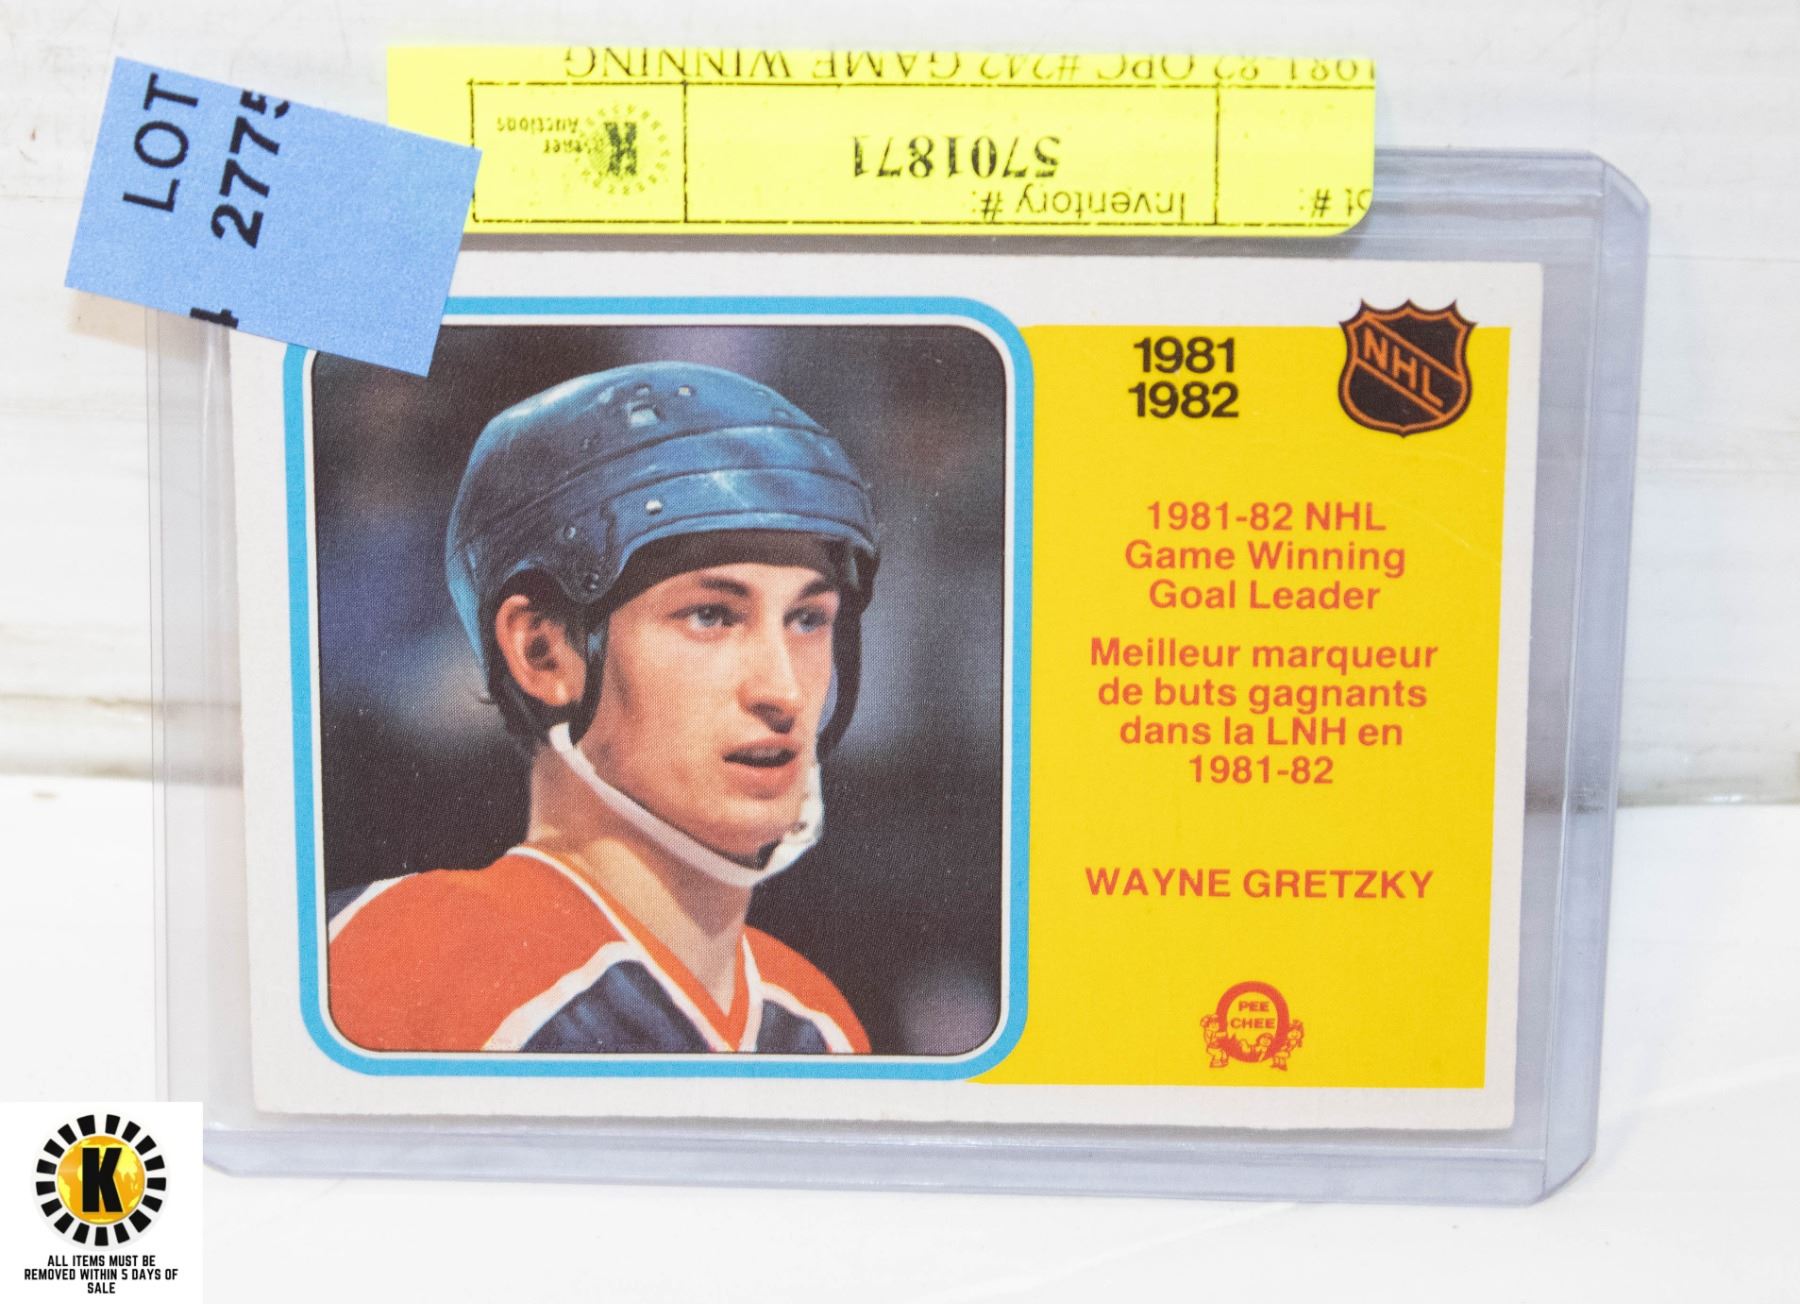 LOT
2775
1981-82 OPC #242 GAME WINNING
Auctions
K
5701871
Inventory #:
1981
1982
NHL
1981-82 NHL
Game Winning
Goal Leader
Meilleur marqueur
de buts gagnants
dans la LNH en
1981-82
WAYNE GRETZKY
PEE
CHEE
K
ALL ITEMS MUST BE
REMOVED WITHIN 5 DAYS OF
SALE